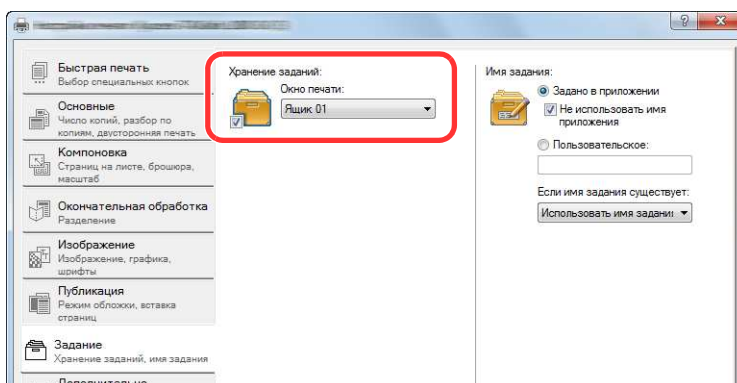 Быстрая печать
Выбор специальных кнопок
Основные
Число копий, разбор по
копиям, двусторонняя печать
Компоновка
Страниц на листе, брошюра,
масштаб
Окончательная обработка
Разделение
Изображение
Изображение, графика,
шрифты
Публикация
Режим обложки, вставка
страниц
Задание
Хранение заданий, имя задания
Дополнительно
Хранение заданий:
Окно печати:
Ящик 01
Имя задания:
Задано в приложении
Не использовать имя
приложения
Пользовательское:
Если имя задания существует:
Использовать имя задани